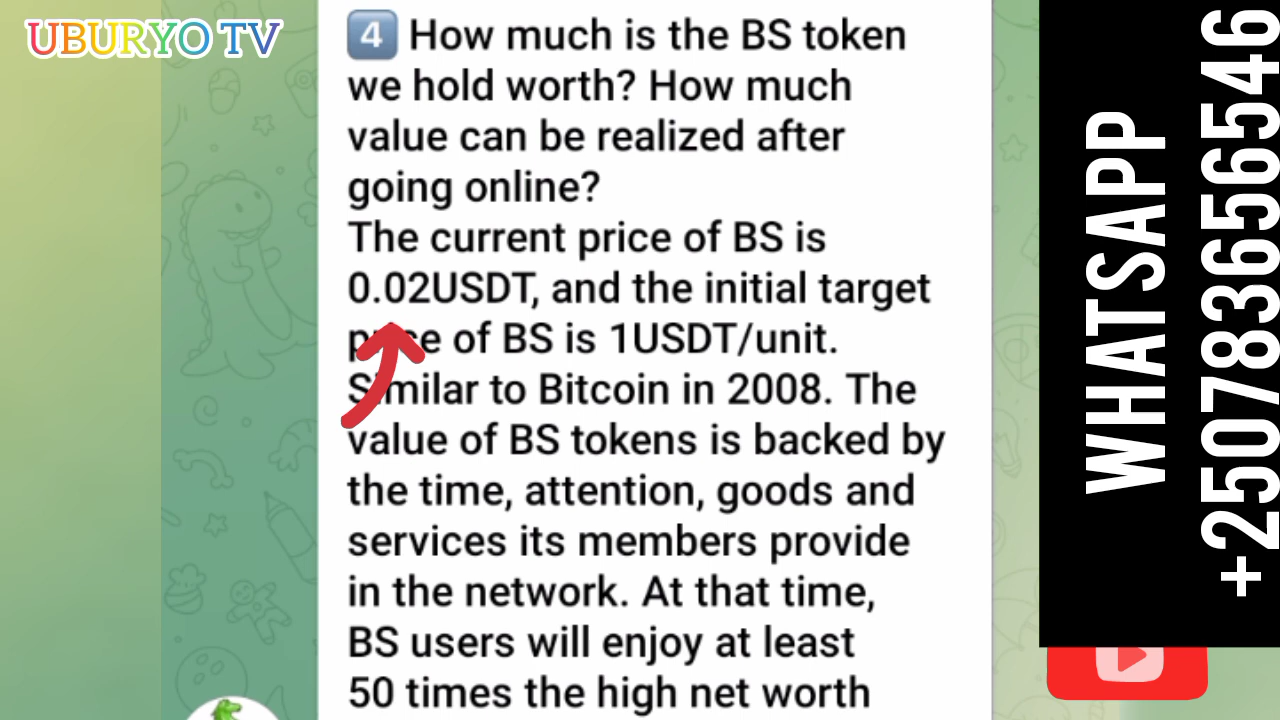 UBURYO TV
4 How much is the BS token
we hold worth? How much
value can be realized after
going online?
The current price of BS is
0.02USDT, and the initial target
price of BS is 1USDT/unit.
Similar to Bitcoin in 2008. The
value of BS tokens is backed by
the time, attention, goods and
services its members provide
in the network. At that time,
BS users will enjoy at least
50 times the high net worth
WHATSAPP
+250783656546